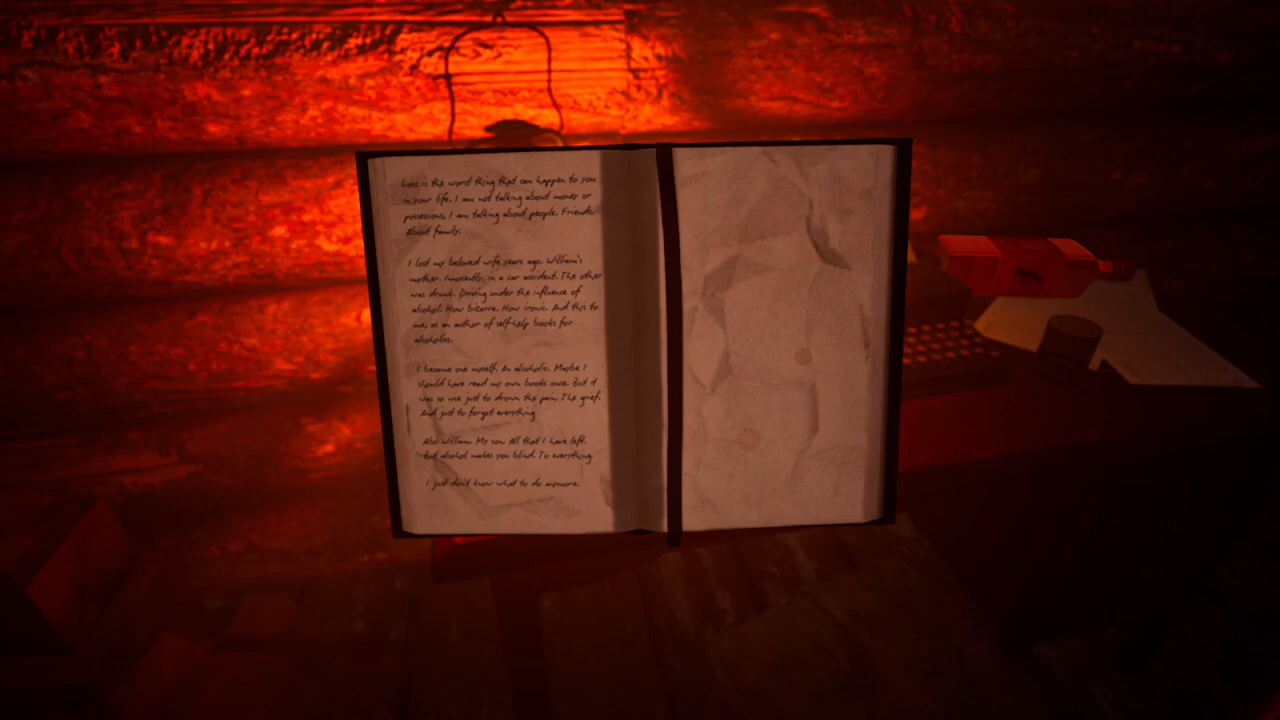 Loss is the worst thing that can happen to you
in your life. I am not talking about money or
possessions. I am talking about people. Friends.
About family.
I lost my beloved wife years ago. William's
mother. Innocently, in a car accident. The other
was drunk. Driving under the influence of
alcohol. How bizarre. How ironic. And this to
me, as an author of self-help books for
alcoholics.
I became one myself. An alcoholic. Maybe I
should have read my own books once. But it
was so use just to drown the pain. The grief.
And just to forget everything
Also William. My son. All that I have left.
But alcohol makes you blind. To everything
I just don't know what to do anymore.